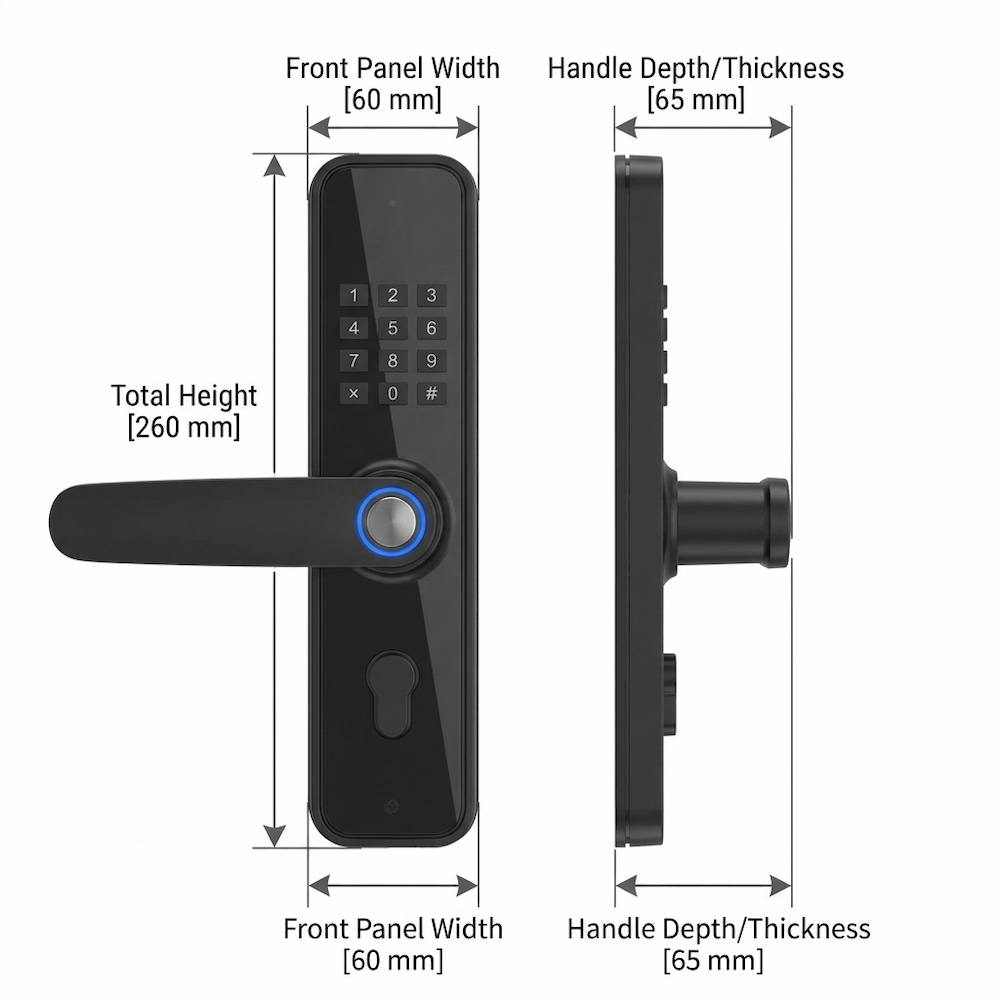 Front Panel Width
[60 mm]
Handle Depth/Thickness
[65 mm]
1 2 3
4 5 6
7 8 9
× 0 #
Total Height
[260 mm]
Front Panel Width
[60 mm]
Handle Depth/Thickness
[65 mm]